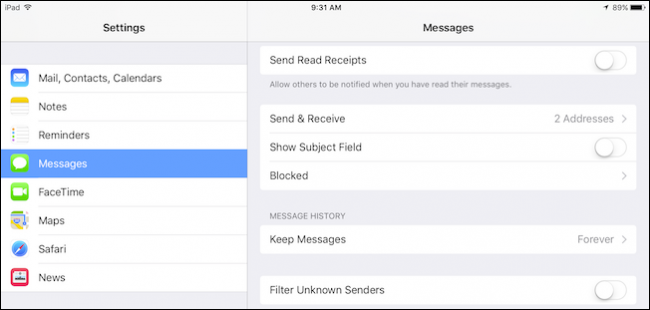 iPad 9:31 AM 89%
Settings
Mail, Contacts, Calendars
Notes
Reminders
Messages
FaceTime
Maps
Safari
News
Messages
Send Read Receipts
Allow others to be notified when you have read their messages.
Send & Receive 2 Addresses
Show Subject Field
Blocked
MESSAGE HISTORY
Keep Messages Forever
Filter Unknown Senders